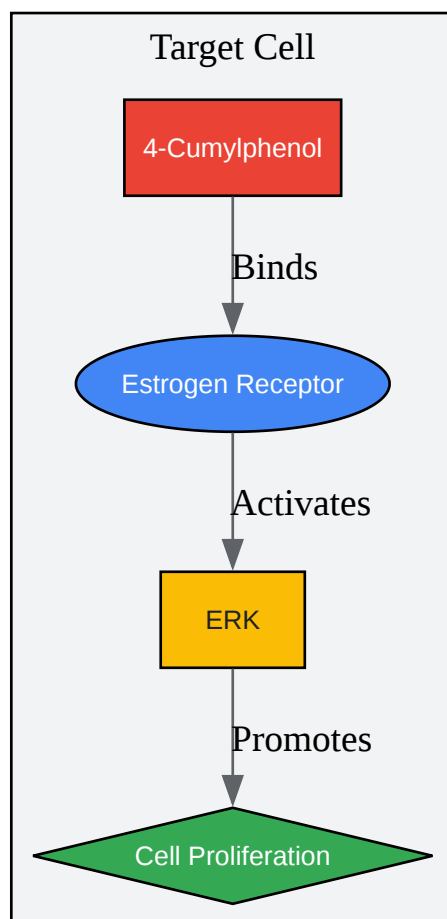 Target Cell
4-Cumylphenol
Binds
Estrogen Receptor
Activates
ERK
Promotes
Cell Proliferation